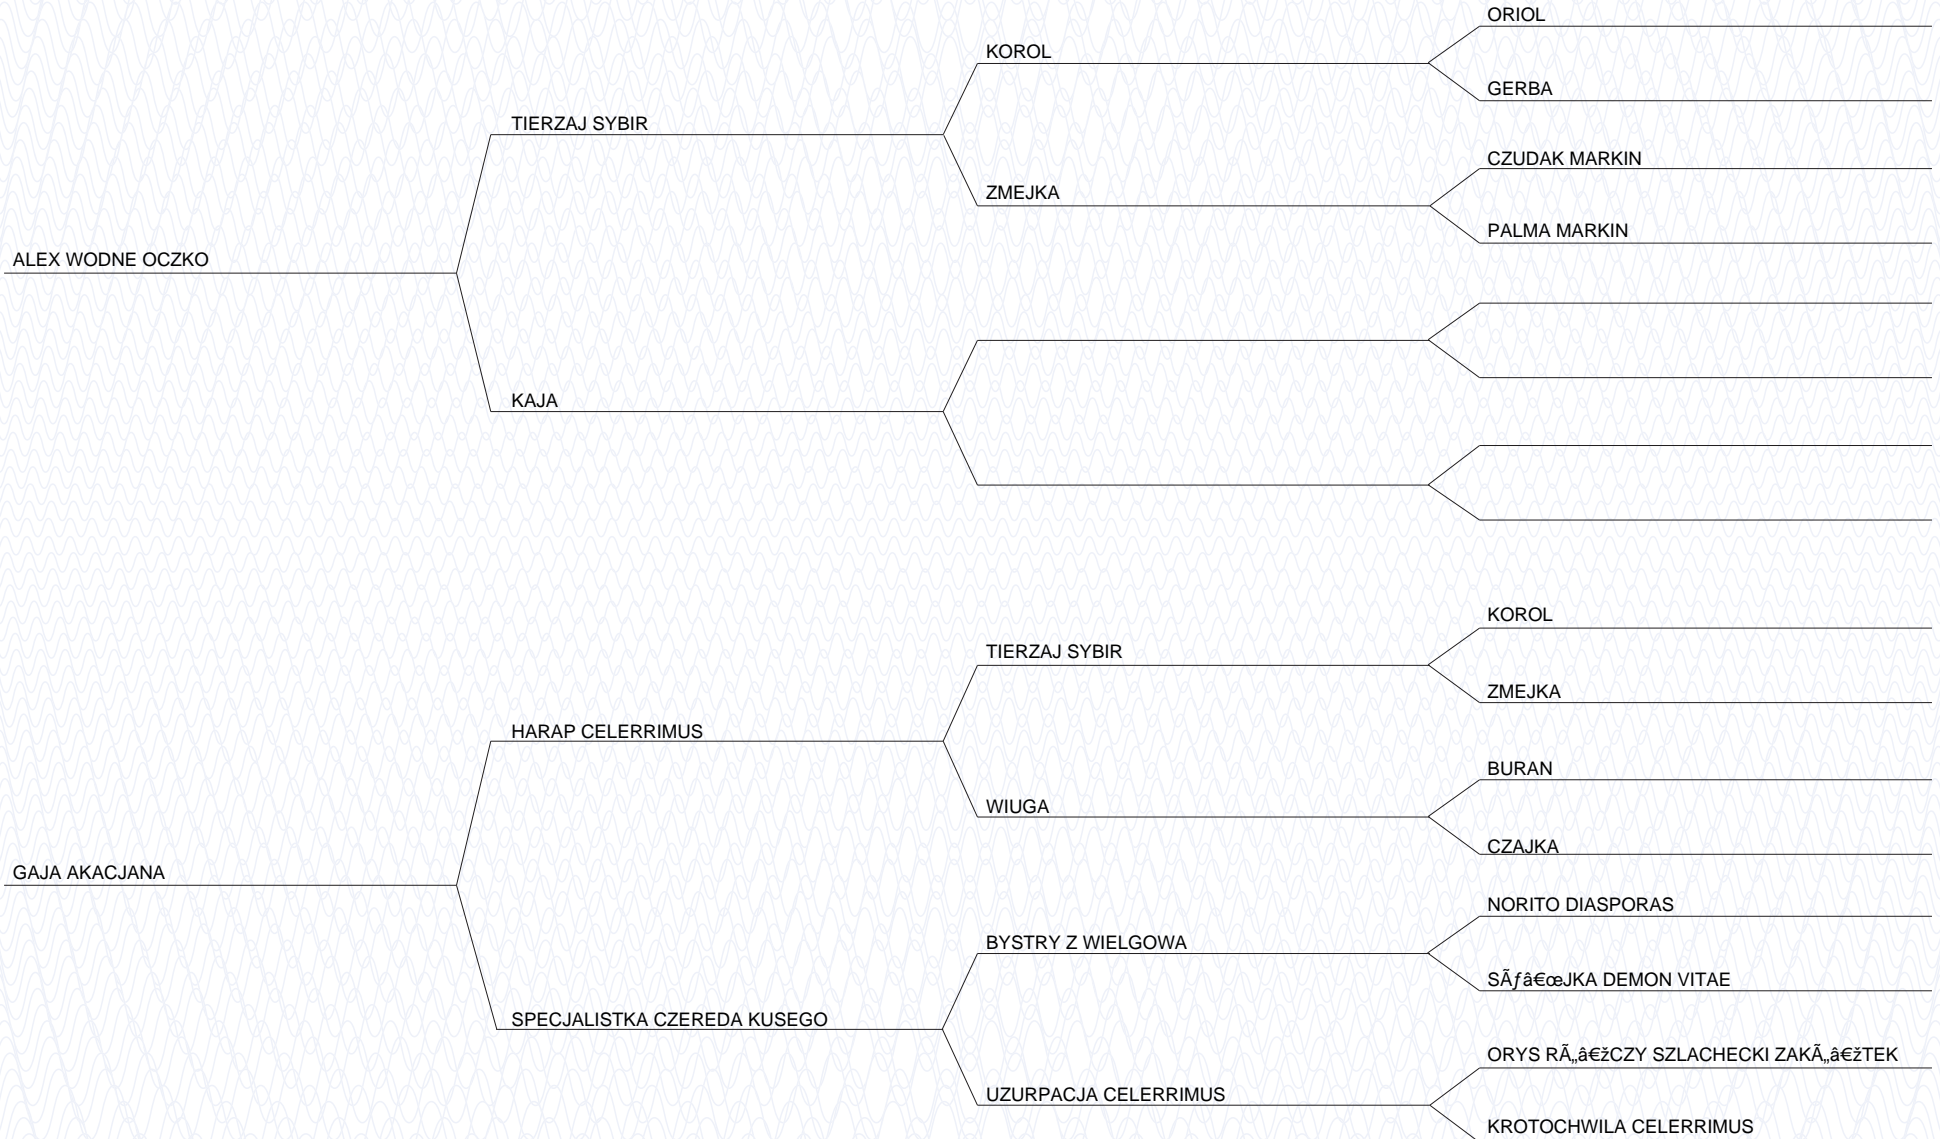 ORIOL
KOROL
GERBA
TIERZAJ SYBIR
CZUDAK MARKIN
ZMEJKA
PALMA MARKIN
ALEX WODNE OCZKO
KAJA
KOROL
TIERZAJ SYBIR
ZMEJKA
HARAP CELERRIMUS
BURAN
WIUGA
CZAJKA
GAJA AKACJANA
NORITO DIASPORAS
BYSTRY Z WIELGOWA
SÃƒâ€œJKA DEMON VITAE
SPECJALISTKA CZEREDA KUSEGO
ORYS RÃ„â€žCZY SZLACHECKI ZAKÃ„â€žTEK
UZURPACJA CELERRIMUS
KROTOCHWILA CELERRIMUS